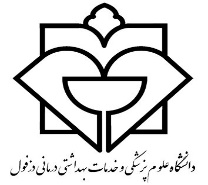 دانشگاه علوم پزشکی و خدمات بهداشتی درمانی دزفول